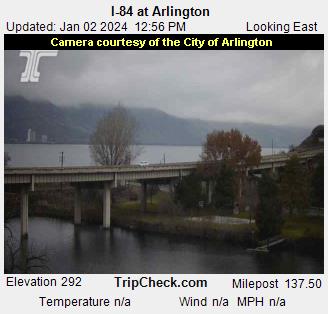 I-84 at Arlington
Updated: Jan 02 2024 12:56 PM Looking East
Camera courtesy of the City of Arlington
Elevation 292 TripCheck.com Milepost 137.50
Temperature n/a Wind n/a MPH n/a